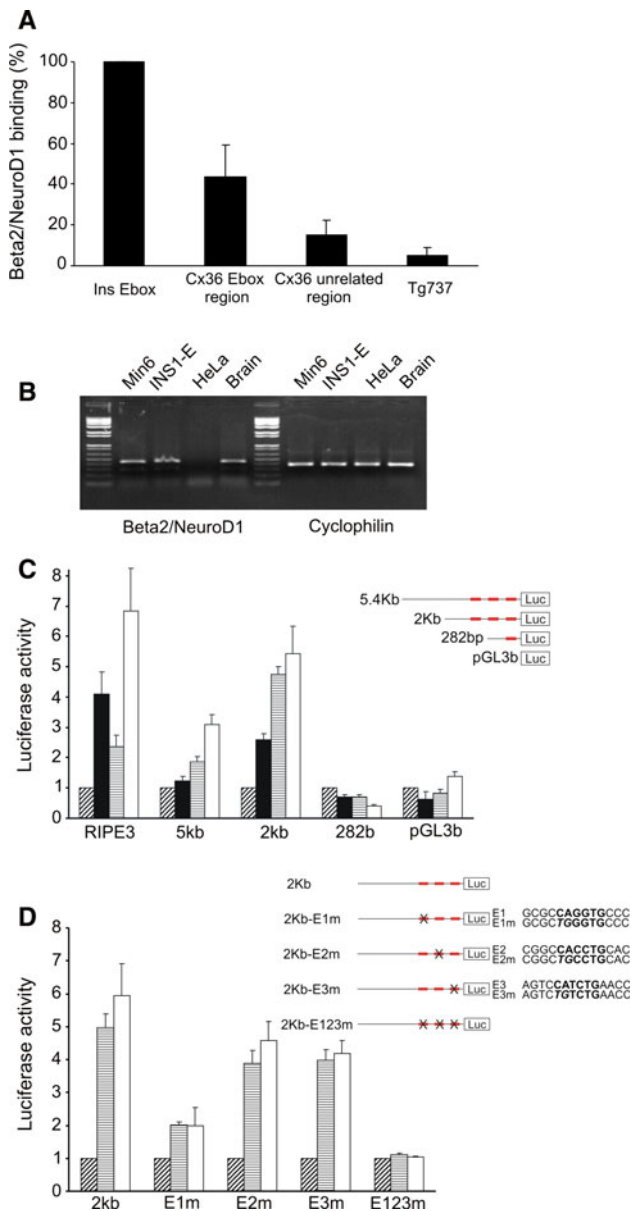 A
Beta2/NeuroD1 binding (%)
100
80
60
40
20
0
Ins Ebox
Cx36 Ebox region
Cx36 unrelated region
Tg737
B
Min6
INS1-E
HeLa
Brain
Min6
INS1-E
HeLa
Brain
Beta2/NeuroD1
Cyclophilin
C
Luciferase activity
8
7
6
5
4
3
2
1
0
RIPE3
5kb
2kb
282b
pGL3b
5.4Kb
Luc
2Kb
Luc
282bp
Luc
pGL3b
Luc
D
Luciferase activity
8
7
6
5
4
3
2
1
0
2kb
E1m
E2m
E3m
E123m
2Kb
Luc
2Kb-E1m
Luc
E1 GCGCCAGGTGCCC
E1m GCGCTGGGTGCCC
2Kb-E2m
Luc
E2 CGGCCACCTGCAC
E2m CGGCTGCCTGCAC
2Kb-E3m
Luc
E3 AGTCCATCTGAACC
E3m AGTCTGTCTGAACC
2Kb-E123m
Luc